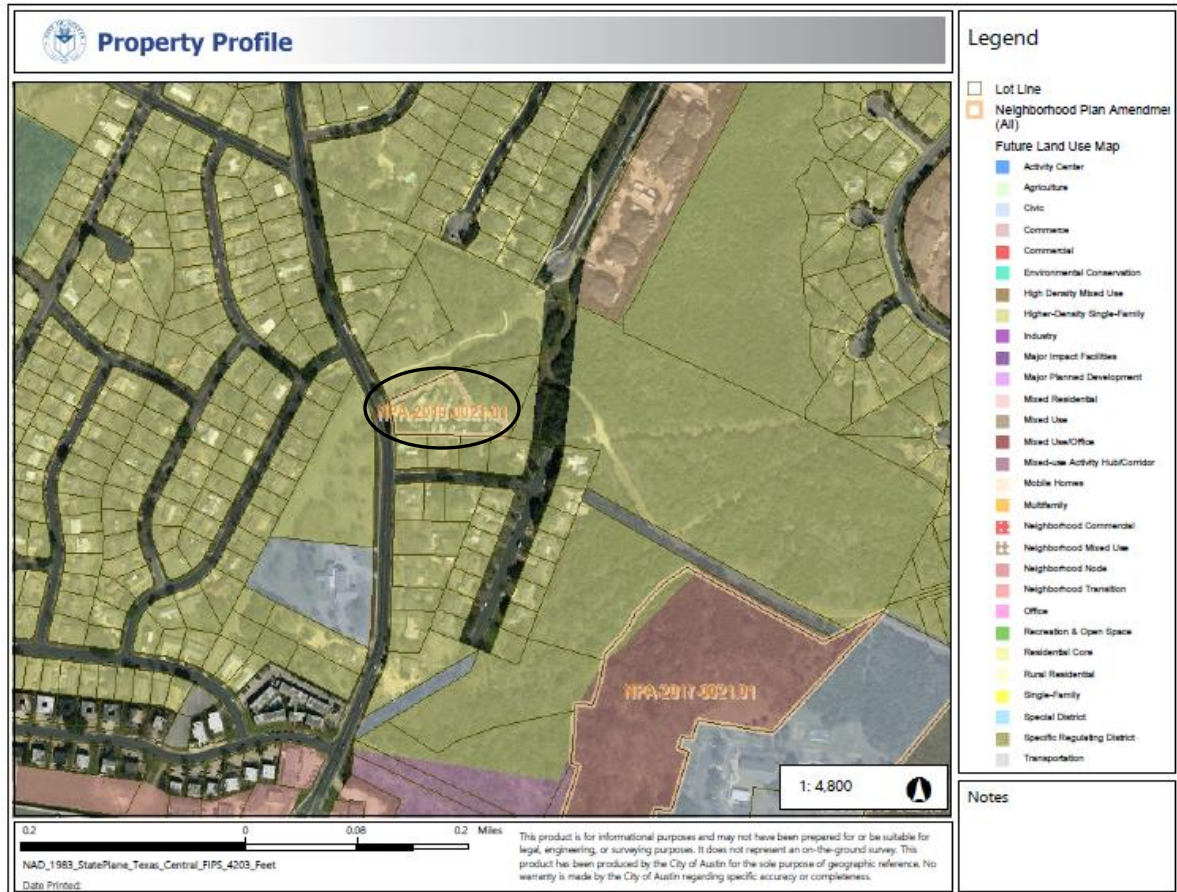 Property Profile
NPA-2019-0021.01
NPA-2017-0021.01
1: 4,800
Legend
Lot Line
Neighborhood Plan Amendmer
(All)
Future Land Use Map
Activity Center
Agriculture
Civic
Commerce
Commercial
Environmental Conservation
High Density Mixed Use
Higher-Density Single-Family
Industry
Major Impact Facilities
Major Planned Development
Mixed Residential
Mixed Use
Mixed Use/Office
Mixed-use Activity Hub/Corridor
Mobile Homes
Multifamily
Neighborhood Commercial
Neighborhood Mixed Use
Neighborhood Node
Neighborhood Transition
Office
Recreation & Open Space
Residential Core
Rural Residential
Single-Family
Special District
Specific Regulating District
Transportation
Notes
0.2 0 0.08 0.2 Miles
NAD_1983_StatePlane_Texas_Central_FIPS_4203_Feet
Date Printed:
This product is for informational purposes and may not have been prepared for or be suitable for
legal, engineering, or surveying purposes. It does not represent an on-the-ground survey. This
product has been produced by the City of Austin for the sole purpose of geographic reference. No
warranty is made by the City of Austin regarding specific accuracy or completeness.